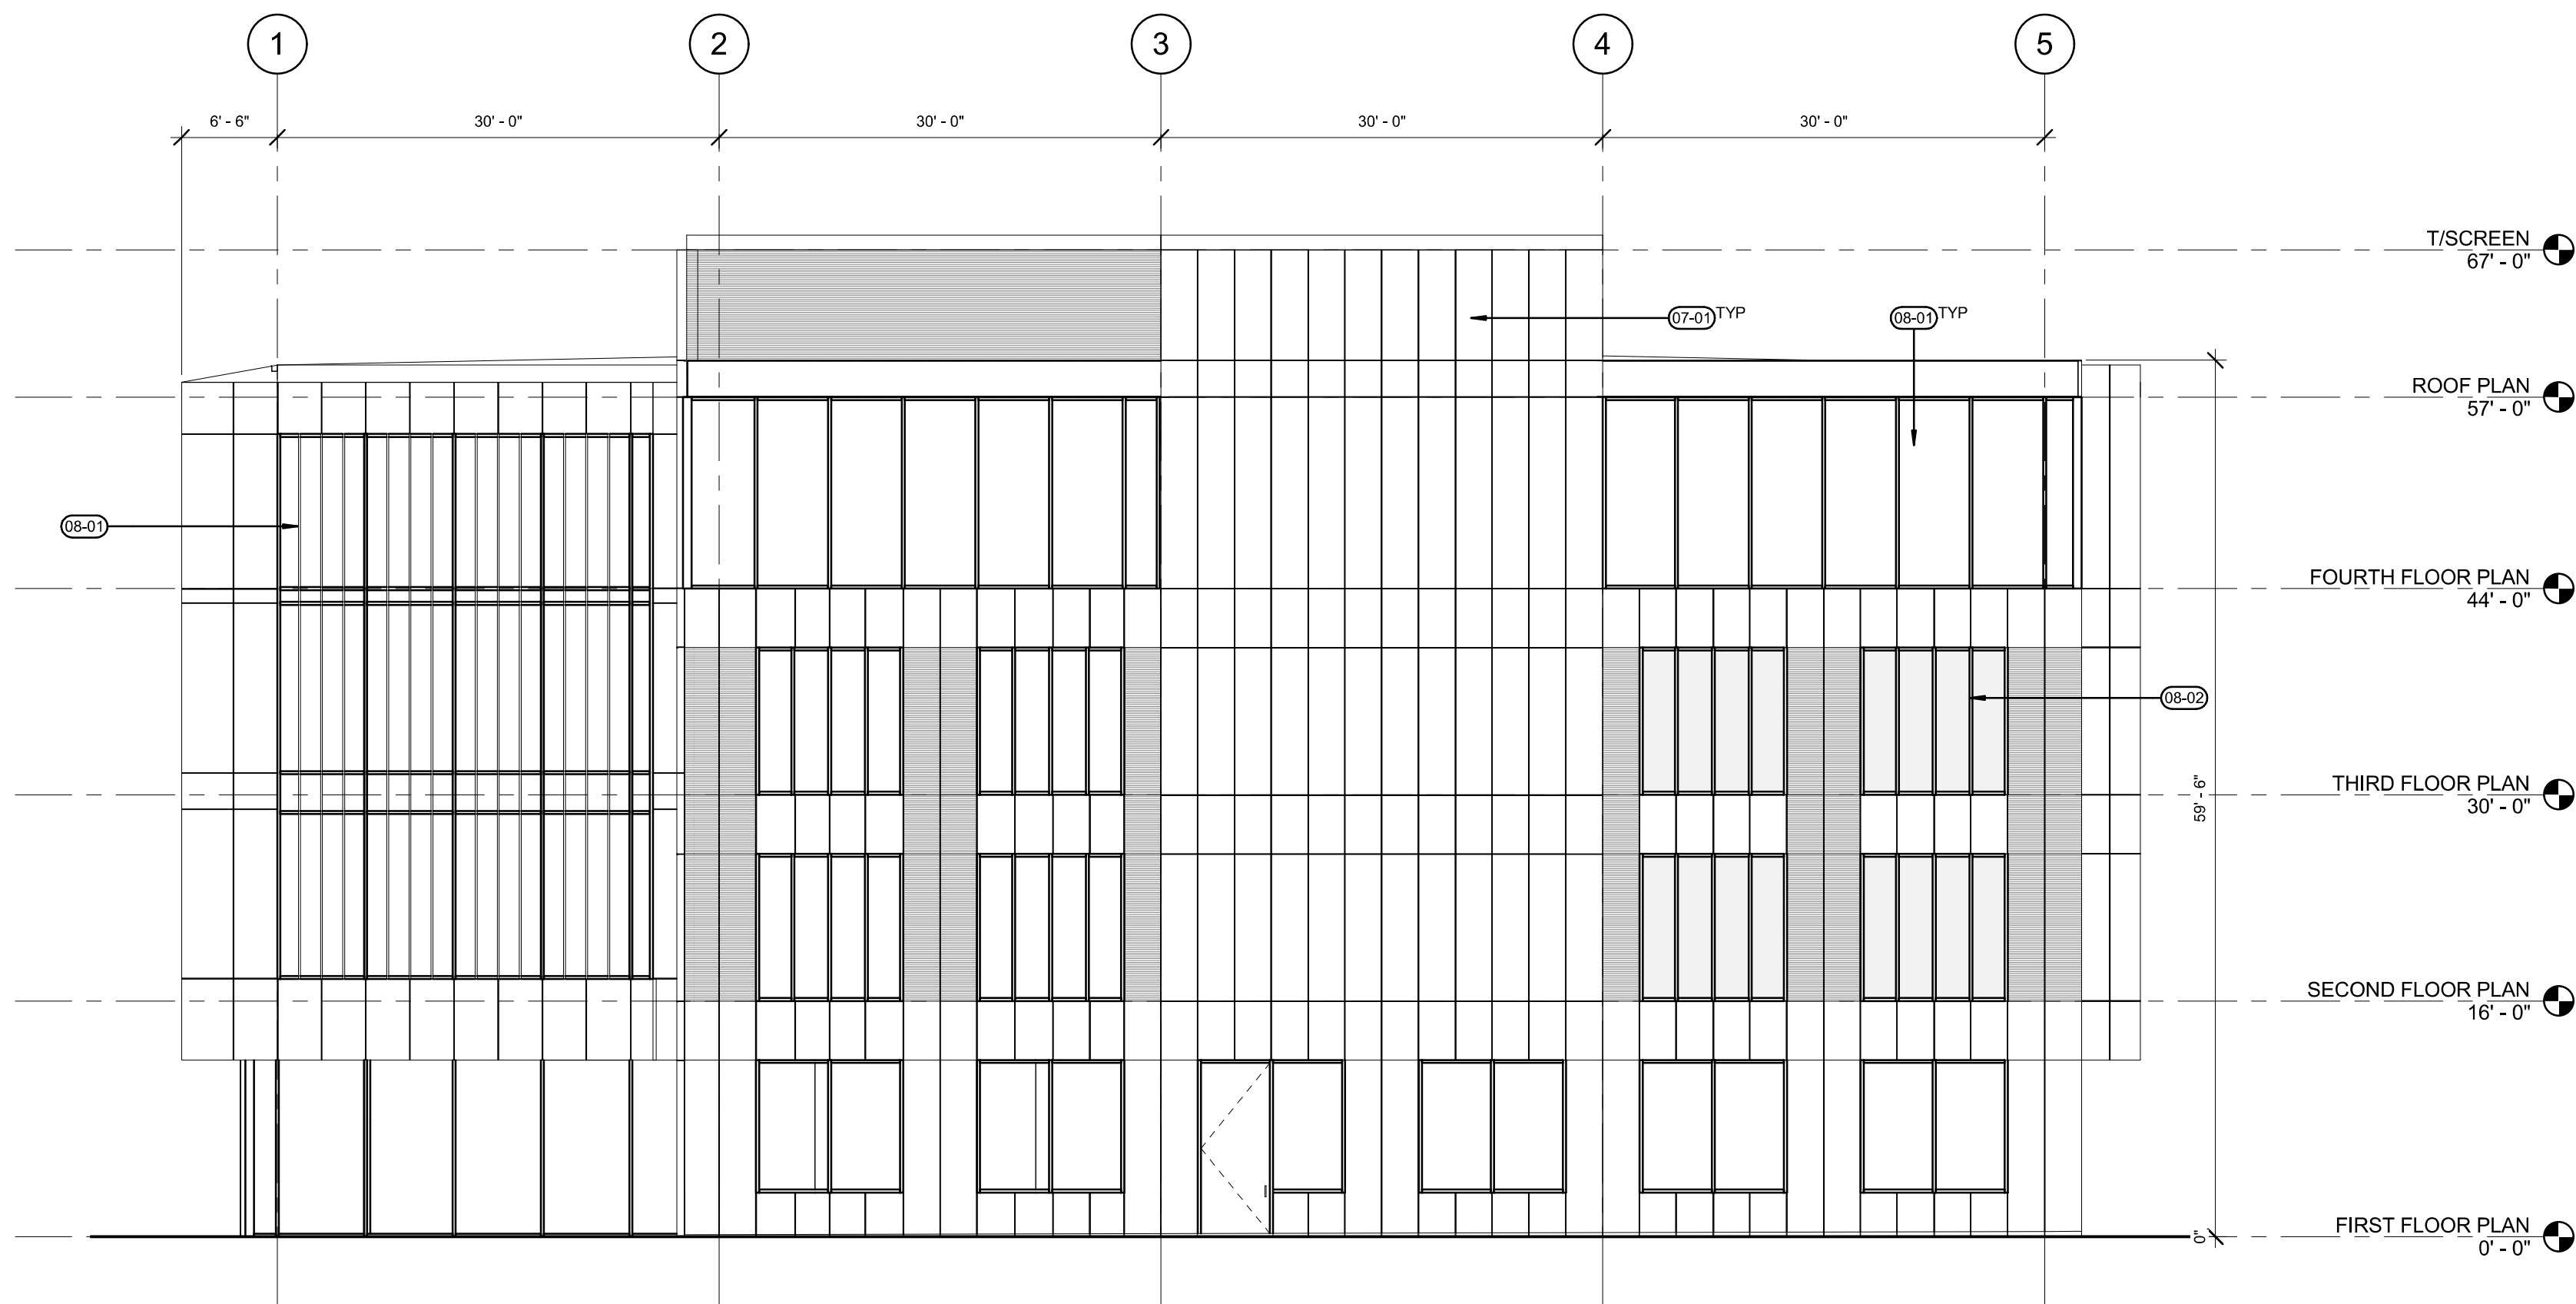 1
2
3
4
5
6' - 6"
30' - 0"
30' - 0"
30' - 0"
30' - 0"
T/SCREEN
67' - 0"
07-01 TYP
08-01 TYP
ROOF PLAN
57' - 0"
08-01
FOURTH FLOOR PLAN
44' - 0"
08-02
THIRD FLOOR PLAN
30' - 0"
59' - 6"
SECOND FLOOR PLAN
16' - 0"
FIRST FLOOR PLAN
0' - 0"
0"